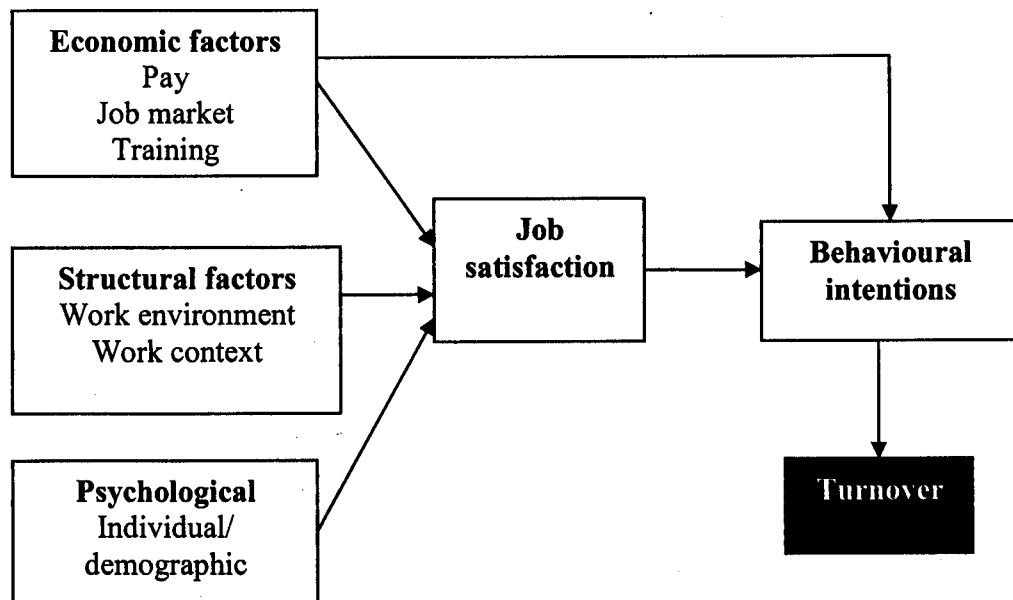 Economic factors
Pay
Job market
Training
Structural factors
Work environment
Work context
Psychological
Individual/
demographic
Job
satisfaction
Behavioural
intentions
Turnover